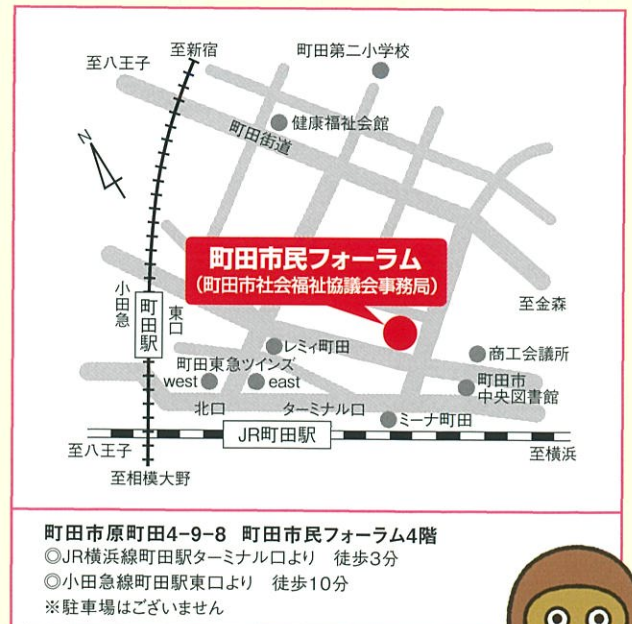 至新宿
至八王子
町田第二小学校
健康福祉会館
町田街道
N
町田市民フォーラム
(町田市社会福祉協議会事務局)
小田急
町田駅
東口
至金森
レミィ町田
商工会議所
町田東急ツインズ
west
east
町田市
中央図書館
北口
ターミナル口
ミーナ町田
JR町田駅
至八王子
至横浜
至相模大野
町田市原町田4-9-8 町田市民フォーラム4階
◎JR横浜線町田駅ターミナル口より 徒歩3分
◎小田急線町田駅東口より 徒歩10分
※駐車場はございません